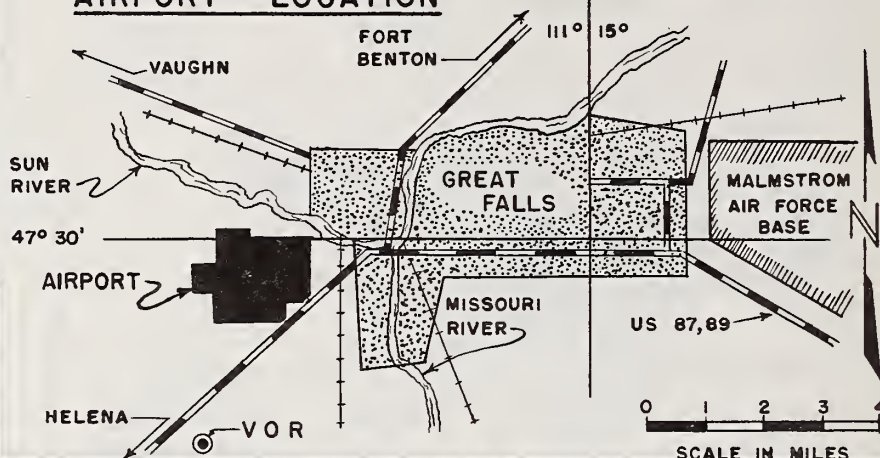 AIRPORT LOCATION
111° 15°
FORT
BENTON
VAUGHN
SUN
RIVER
GREAT
FALLS
MALMSTROM
AIR FORCE
BASE
N
47° 30'
AIRPORT
MISSOURI
RIVER
US 87,89
HELENA
VOR
0 1 2 3 4
SCALE IN MILES